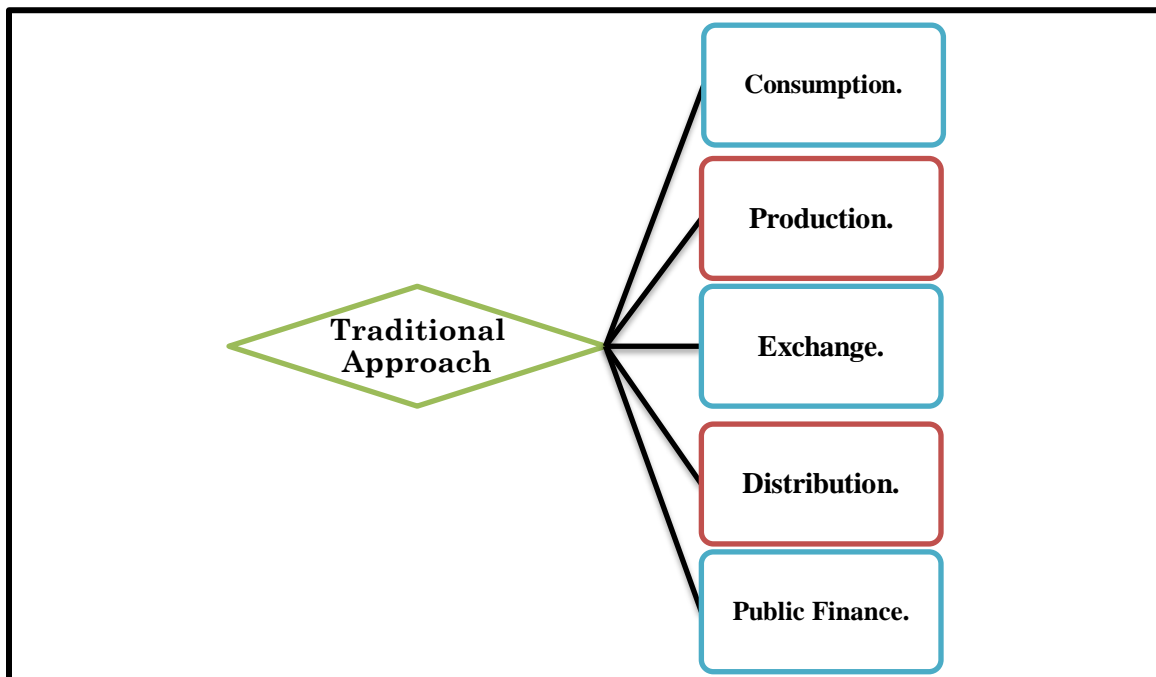 Consumption.
Production.
Traditional
Approach
Exchange.
Distribution.
Public Finance.